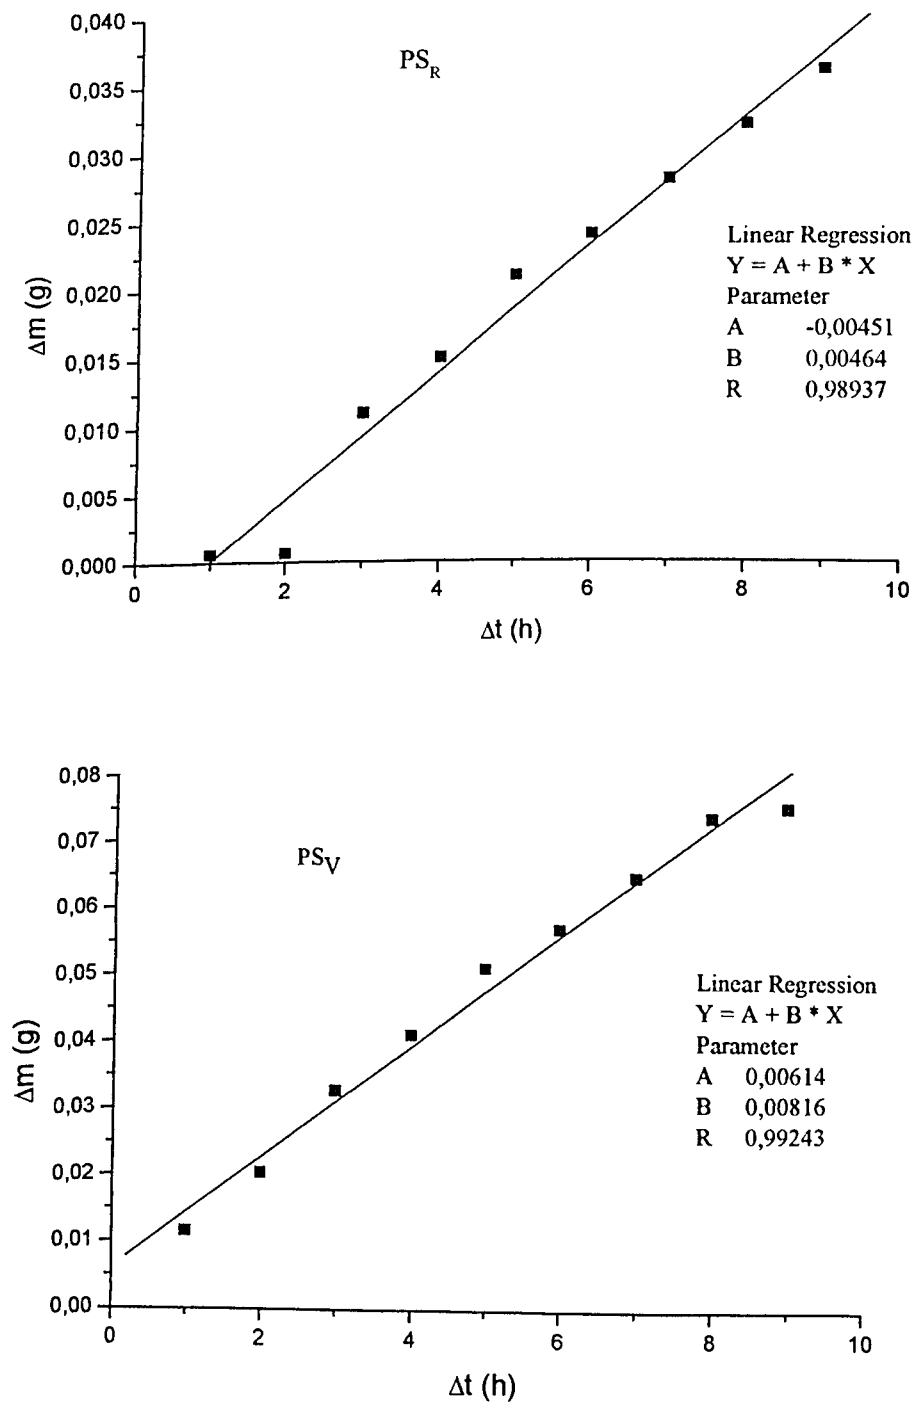 0,040
PS_R
0,035
0,030
0,025
0,020
0,015
0,010
0,005
0,000
Δm (g)
Linear Regression
Y = A + B * X
Parameter
A -0,00451
B 0,00464
R 0,98937
0 2 4 6 8 10
Δt (h)
0,08
0,07
PSV
0,06
0,05
0,04
0,03
0,02
0,01
0,00
Δm (g)
Linear Regression
Y = A + B * X
Parameter
A 0,00614
B 0,00816
R 0,99243
0 2 4 6 8 10
Δt (h)